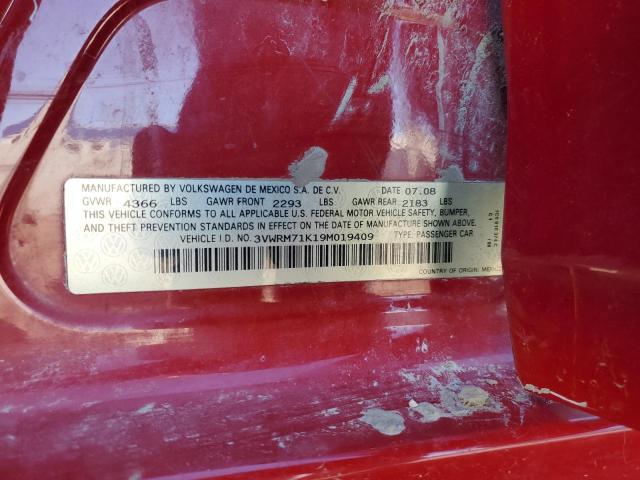 MANUFACTURED BY VOLKSWAGEN DE MEXICO S.A. DE C.V. DATE 07.08
GVWR 4366 LBS GAWR FRONT 2293 LBS GAWR REAR 2183 LBS
THIS VEHICLE CONFORMS TO ALL APPLICABLE U.S. FEDERAL MOTOR VEHICLE SAFETY, BUMPER,
AND THEFT PREVENTION STANDARDS IN EFFECT ON THE DATE OF MANUFACTURE SHOWN ABOVE.
VEHICLE I.D. NO. 3VWRM71K19M019409 TYPE: PASSENGER CAR
COUNTRY OF ORIGIN: MEXICO